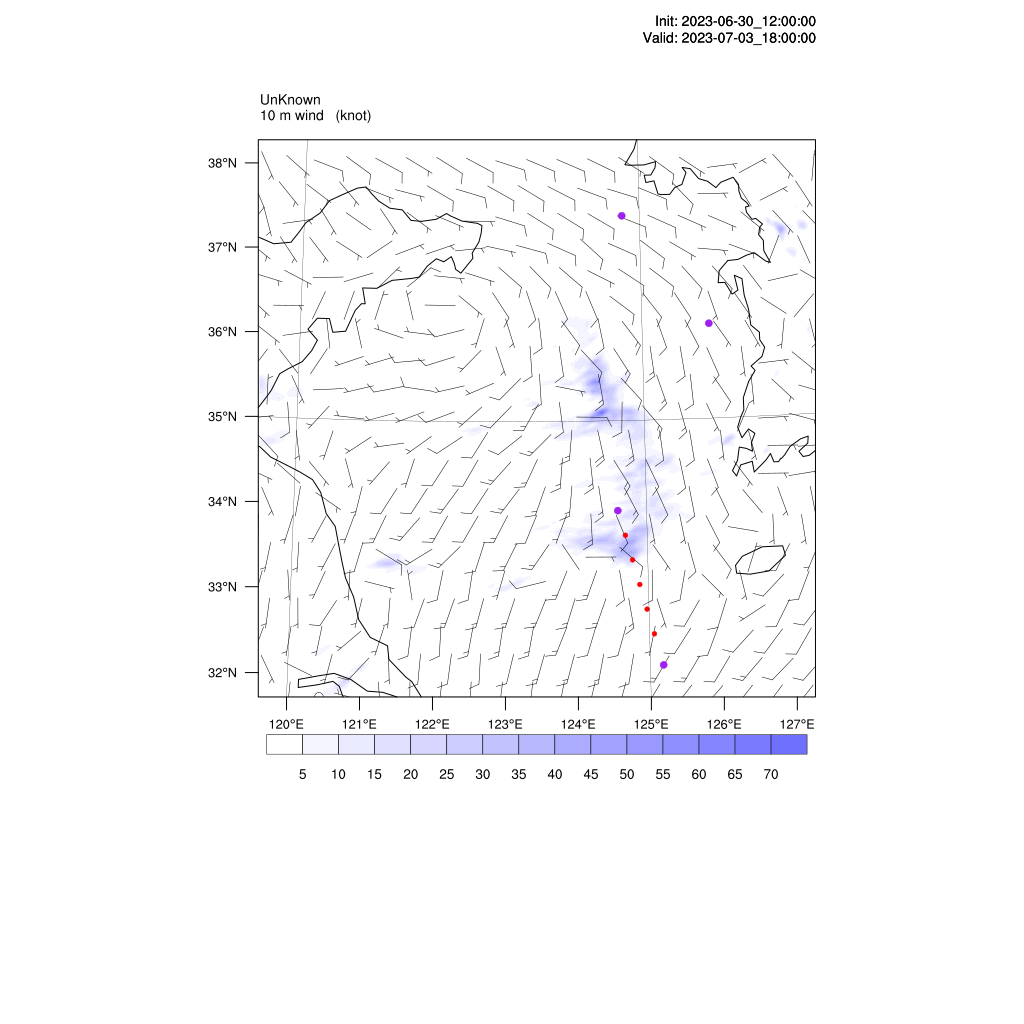 Init: 2023-06-30_12:00:00
Valid: 2023-07-03_18:00:00
UnKnown
10 m wind (knot)
38°N
37°N
36°N
35°N
34°N
33°N
32°N
120°E 121°E 122°E 123°E 124°E 125°E 126°E 127°E
5 10 15 20 25 30 35 40 45 50 55 60 65 70